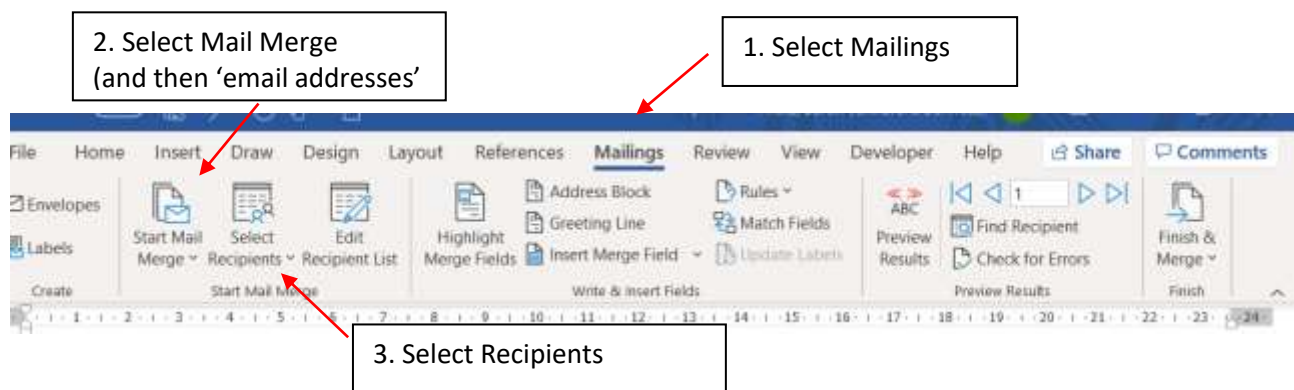 2. Select Mail Merge
(and then ‘email addresses’
1. Select Mailings
File Home Insert Draw Design Layout References Mailings Review View Developer Help Share Comments
Envelopes
Labels
Create
Start Mail
Merge
Select
Recipients
Edit
Recipient List
Start Mail Merge
Highlight
Merge Fields
Address Block
Greeting Line
Insert Merge Field
Rules
Match Fields
Update Labels
Write & Insert Fields
ABC
Preview
Results
1
Find Recipient
Check for Errors
Preview Results
Finish &
Merge
Finish
1 2 3 4 5 6 7 8 9 10 11 12 13 14 15 16 17 18 19 20 21 22 23 24
3. Select Recipients